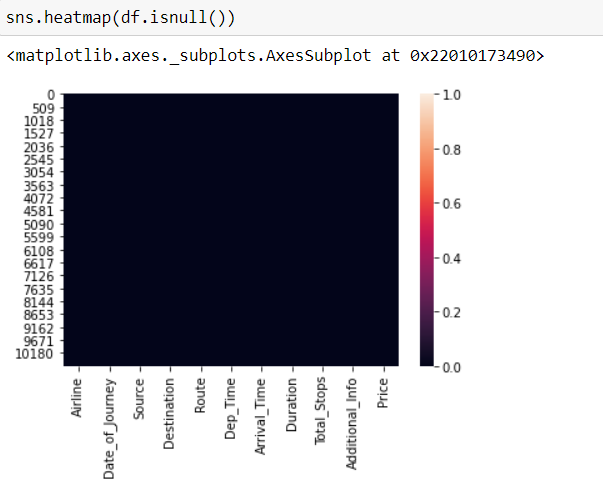 sns.heatmap(df.isnull())
<matplotlib.axes._subplots.AxesSubplot at 0x22010173490>
0
509
1018
1527
2036
2545
3054
3563
4072
4581
5090
5599
6108
6617
7126
7635
8144
8653
9162
9671
10180
1.0
0.8
0.6
0.4
0.2
0.0
Airline
Date_of_Journey
Source
Destination
Route
Dep_Time
Arrival_Time
Duration
Total_Stops
Additional_Info
Price